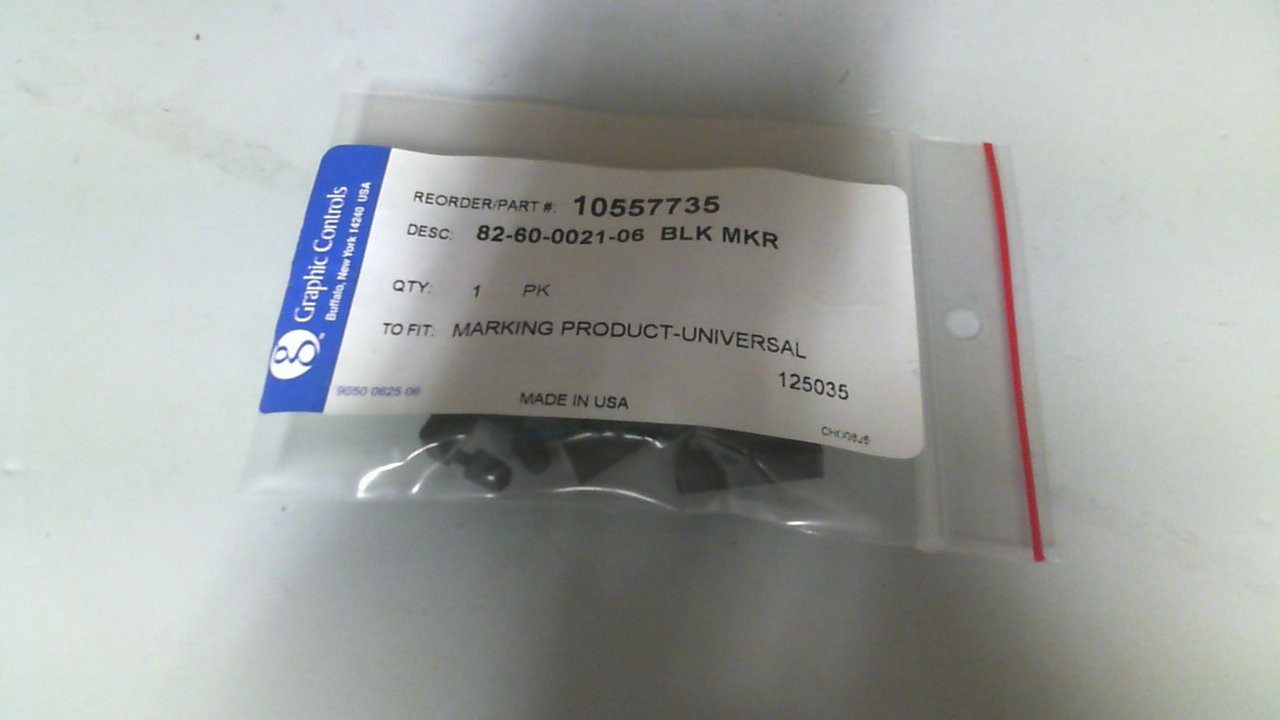 Graphic Controls
Buffalo, New York 14240 USA
REORDER/PART #: 10557735
DESC: 82-60-0021-06 BLK MKR
QTY: 1 PK
TO FIT: MARKING PRODUCT-UNIVERSAL
125035
9050 0625 06
MADE IN USA